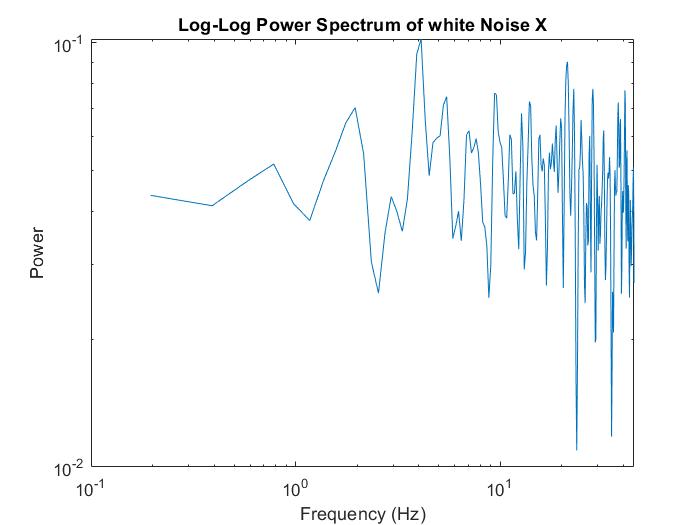 Log-Log Power Spectrum of white Noise X
10^-1
Power
10^-2
10^-1
10^0
10^1
Frequency (Hz)